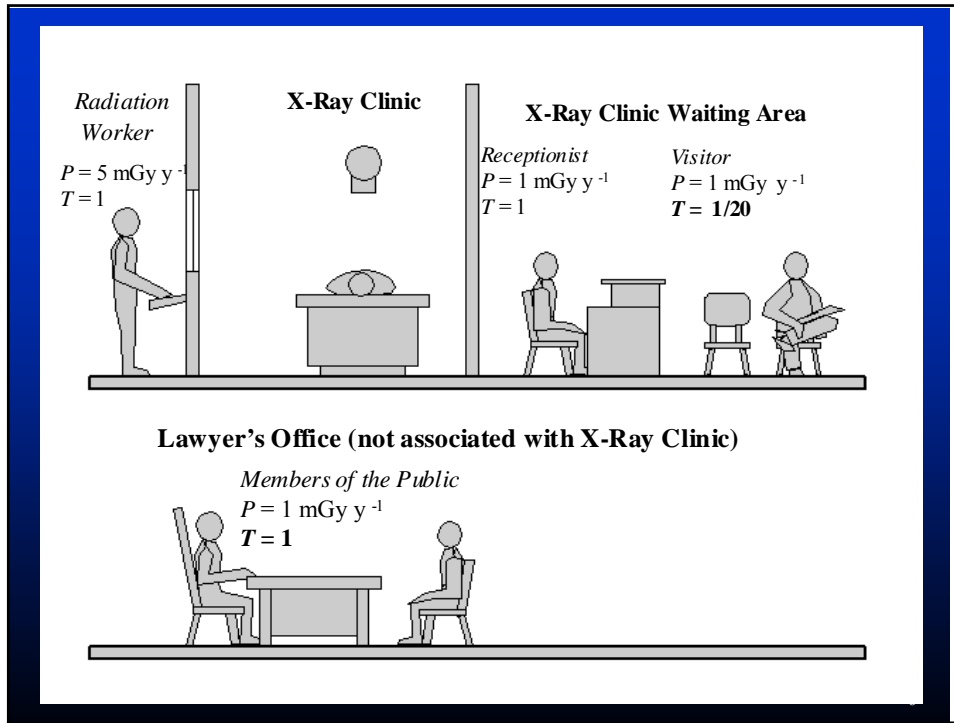 Radiation
Worker
P = 5 mGy y -1
T = 1
X-Ray Clinic
X-Ray Clinic Waiting Area
Receptionist
P = 1 mGy y -1
T = 1
Visitor
P = 1 mGy y -1
T = 1/20
Lawyer's Office (not associated with X-Ray Clinic)
Members of the Public
P = 1 mGy y -1
T = 1